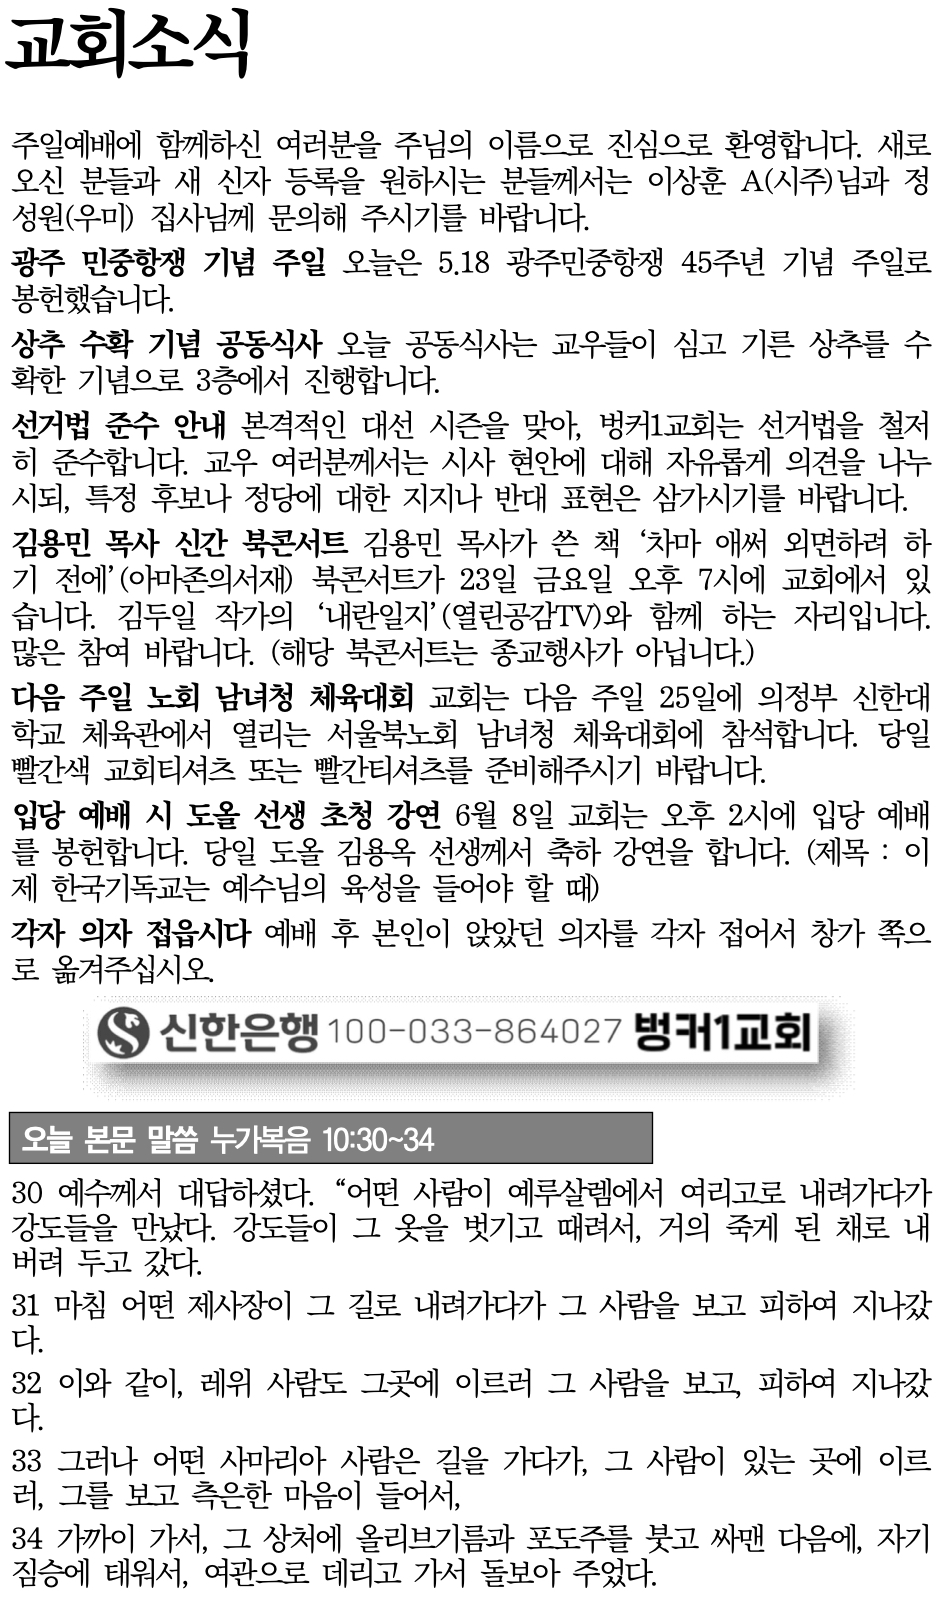 교회소식
주일예배에 함께하신 여러분을 주님의 이름으로 진심으로 환영합니다. 새로
오신 분들과 새 신자 등록을 원하시는 분들께서는 이상훈 A(시주)님과 정
성원(우미) 집사님께 문의해 주시기를 바랍니다.
광주 민중항쟁 기념 주일 오늘은 5.18 광주민중항쟁 45주년 기념 주일로
봉헌했습니다.
상추 수확 기념 공동식사 오늘 공동식사는 교우들이 심고 기른 상추를 수
확한 기념으로 3층에서 진행합니다.
선거법 준수 안내 본격적인 대선 시즌을 맞아, 벙커1교회는 선거법을 철저
히 준수합니다. 교우 여러분께서는 시사 현안에 대해 자유롭게 의견을 나누
시되, 특정 후보나 정당에 대한 지지나 반대 표현은 삼가시기를 바랍니다.
김용민 목사 신간 북콘서트 김용민 목사가 쓴 책 ‘차마 애써 외면하려 하
기 전에’(아마존의서재) 북콘서트가 23일 금요일 오후 7시에 교회에서 있
습니다. 김두일 작가의 ‘내란일지’(열린공감TV)와 함께 하는 자리입니다.
많은 참여 바랍니다. (해당 북콘서트는 종교행사가 아닙니다.)
다음 주일 노회 남녀청 체육대회 교회는 다음 주일 25일에 의정부 신한대
학교 체육관에서 열리는 서울북노회 남녀청 체육대회에 참석합니다. 당일
빨간색 교회티셔츠 또는 빨간티셔츠를 준비해주시기 바랍니다.
입당 예배 시 도올 선생 초청 강연 6월 8일 교회는 오후 2시에 입당 예배
를 봉헌합니다. 당일 도올 김용옥 선생께서 축하 강연을 합니다. (제목 : 이
제 한국기독교는 예수님의 육성을 들어야 할 때)
각자 의자 접읍시다 예배 후 본인이 앉았던 의자를 각자 접어서 창가 쪽으
로 옮겨주십시오.
신한은행 100-033-864027 벙커1교회
오늘 본문 말씀 누가복음 10:30~34
30 예수께서 대답하셨다. “어떤 사람이 예루살렘에서 여리고로 내려가다가
강도들을 만났다. 강도들이 그 옷을 벗기고 때려서, 거의 죽게 된 채로 내
버려 두고 갔다.
31 마침 어떤 제사장이 그 길로 내려가다가 그 사람을 보고 피하여 지나갔
다.
32 이와 같이, 레위 사람도 그곳에 이르러 그 사람을 보고, 피하여 지나갔
다.
33 그러나 어떤 사마리아 사람은 길을 가다가, 그 사람이 있는 곳에 이르
러, 그를 보고 측은한 마음이 들어서,
34 가까이 가서, 그 상처에 올리브기름과 포도주를 붓고 싸맨 다음에, 자기
짐승에 태워서, 여관으로 데리고 가서 돌보아 주었다.